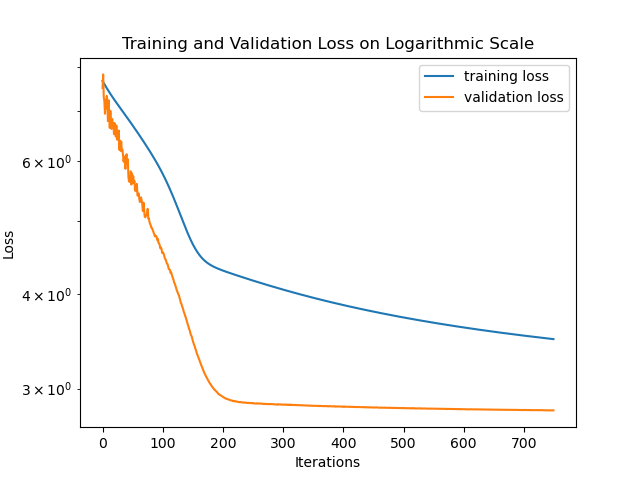 Training and Validation Loss on Logarithmic Scale
training loss
validation loss
6 × 10⁰
4 × 10⁰
3 × 10⁰
Loss
0 100 200 300 400 500 600 700
Iterations